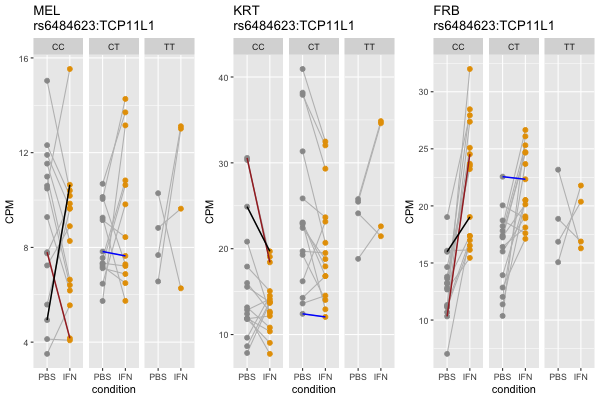 MEL
rs6484623:TCP11L1
CC CT TT
16
12
8
4
CPM
PBS IFN PBS IFN PBS IFN
condition
KRT
rs6484623:TCP11L1
CC CT TT
40
30
20
10
CPM
PBS IFN PBS IFN PBS IFN
condition
FRB
rs6484623:TCP11L1
CC CT TT
30
25
20
15
10
CPM
PBS IFN PBS IFN PBS IFN
condition